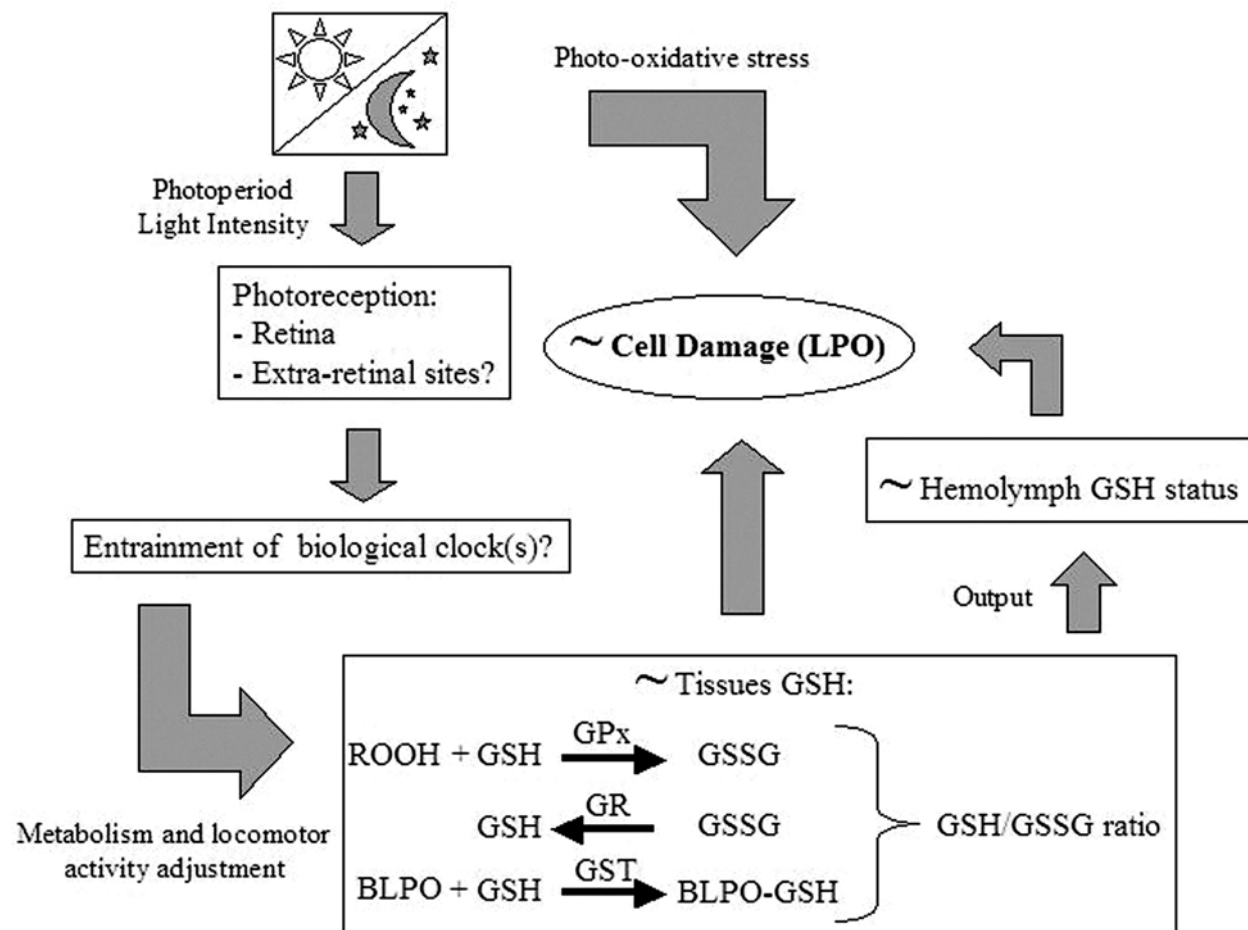 Photo-oxidative stress
Photoperiod
Light Intensity
Photoreception:
- Retina
- Extra-retinal sites?
~ Cell Damage (LPO)
~ Hemolymph GSH status
Entrainment of biological clock(s)?
Output
~ Tissues GSH:
ROOH + GSH GPx GSSG
GSH GR GSSG
GSH/GSSG ratio
BLPO + GSH GST BLPO-GSH
Metabolism and locomotor
activity adjustment